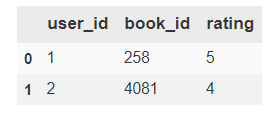 user_id book_id rating
0 1 258 5
1 2 4081 4